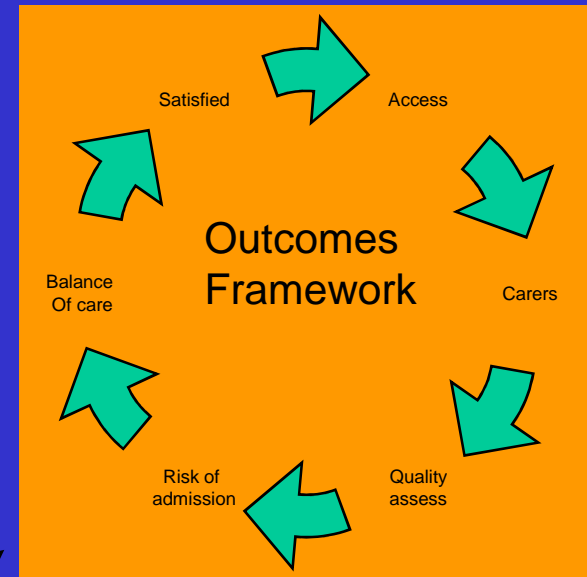 Satisfied
Access
Outcomes
Framework
Balance
Of care
Carers
Risk of
admission
Quality
assess